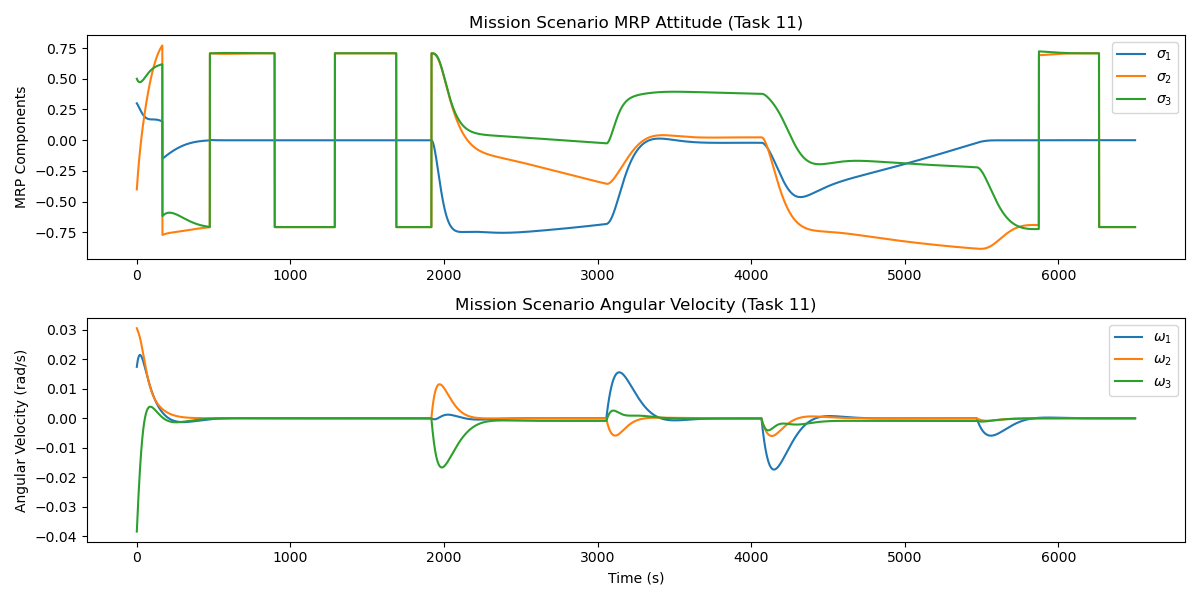 Mission Scenario MRP Attitude (Task 11)
MRP Components
0.75
0.50
0.25
0.00
−0.25
−0.50
−0.75
σ1
σ2
σ3
0 1000 2000 3000 4000 5000 6000
Mission Scenario Angular Velocity (Task 11)
Angular Velocity (rad/s)
0.03
0.02
0.01
0.00
−0.01
−0.02
−0.03
−0.04
ω1
ω2
ω3
0 1000 2000 3000 4000 5000 6000
Time (s)